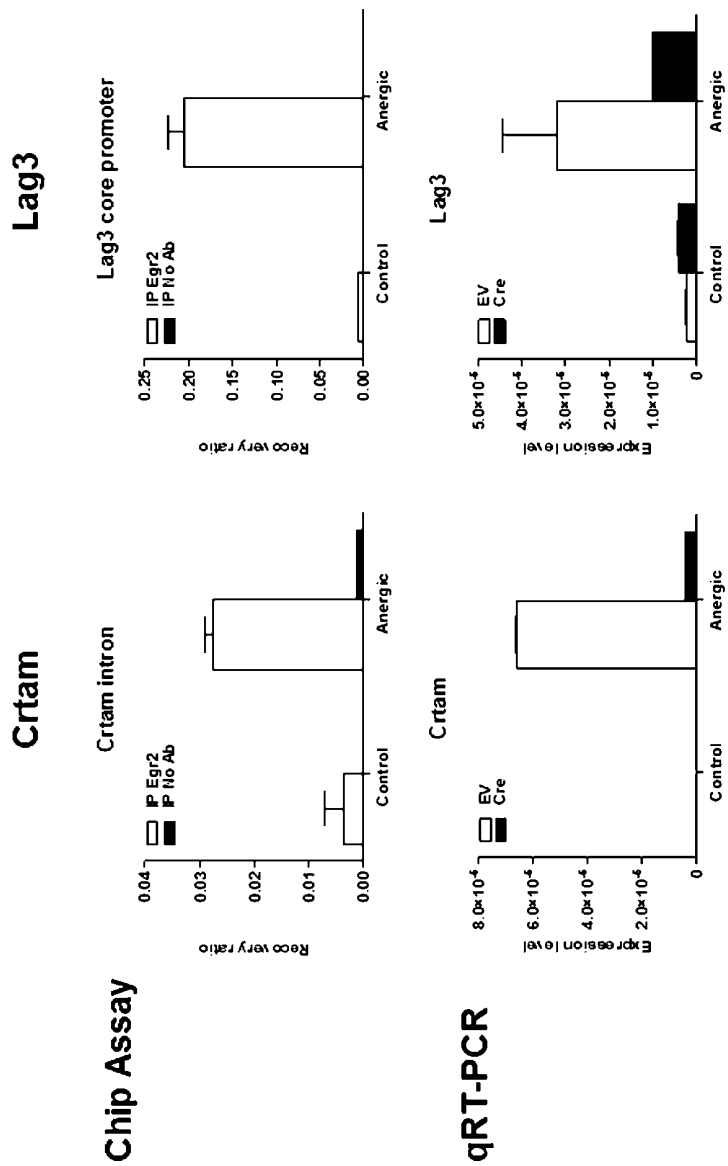 Crtam
Lag3
Chip Assay
Crtam intron
IP Egr2
IP No Ab
Recovery ratio
0.04
0.03
0.02
0.01
0.00
Control
Anergic
Lag3 core promoter
IP Egr2
IP No Ab
Recovery ratio
0.25
0.20
0.15
0.10
0.05
0.00
Control
Anergic
qRT-PCR
Crtam
EV
Cre
Expression level
8.0×10⁻⁵
6.0×10⁻⁵
4.0×10⁻⁵
2.0×10⁻⁵
0
Control
Anergic
Lag3
EV
Cre
Expression level
5.0×10⁻⁵
4.0×10⁻⁵
3.0×10⁻⁵
2.0×10⁻⁵
1.0×10⁻⁵
0
Control
Anergic